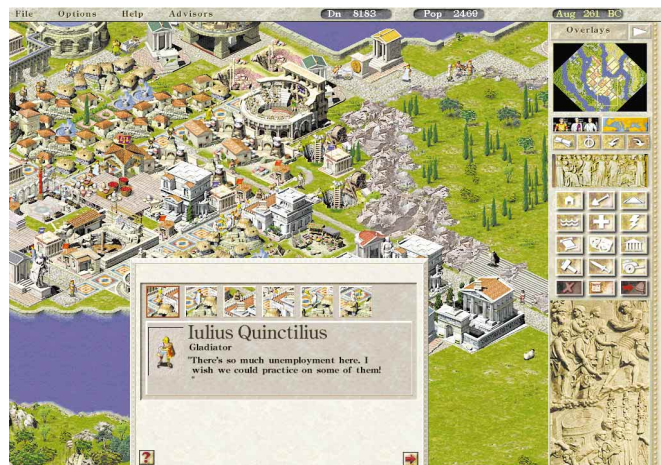 File Options Help Advisors Dn 8183 Pop 2460 Aug 261 BC
Overlays
Iulius Quinctilius
Gladiator
"There's so much unemployment here. I
wish we could practice on some of them!
"
?